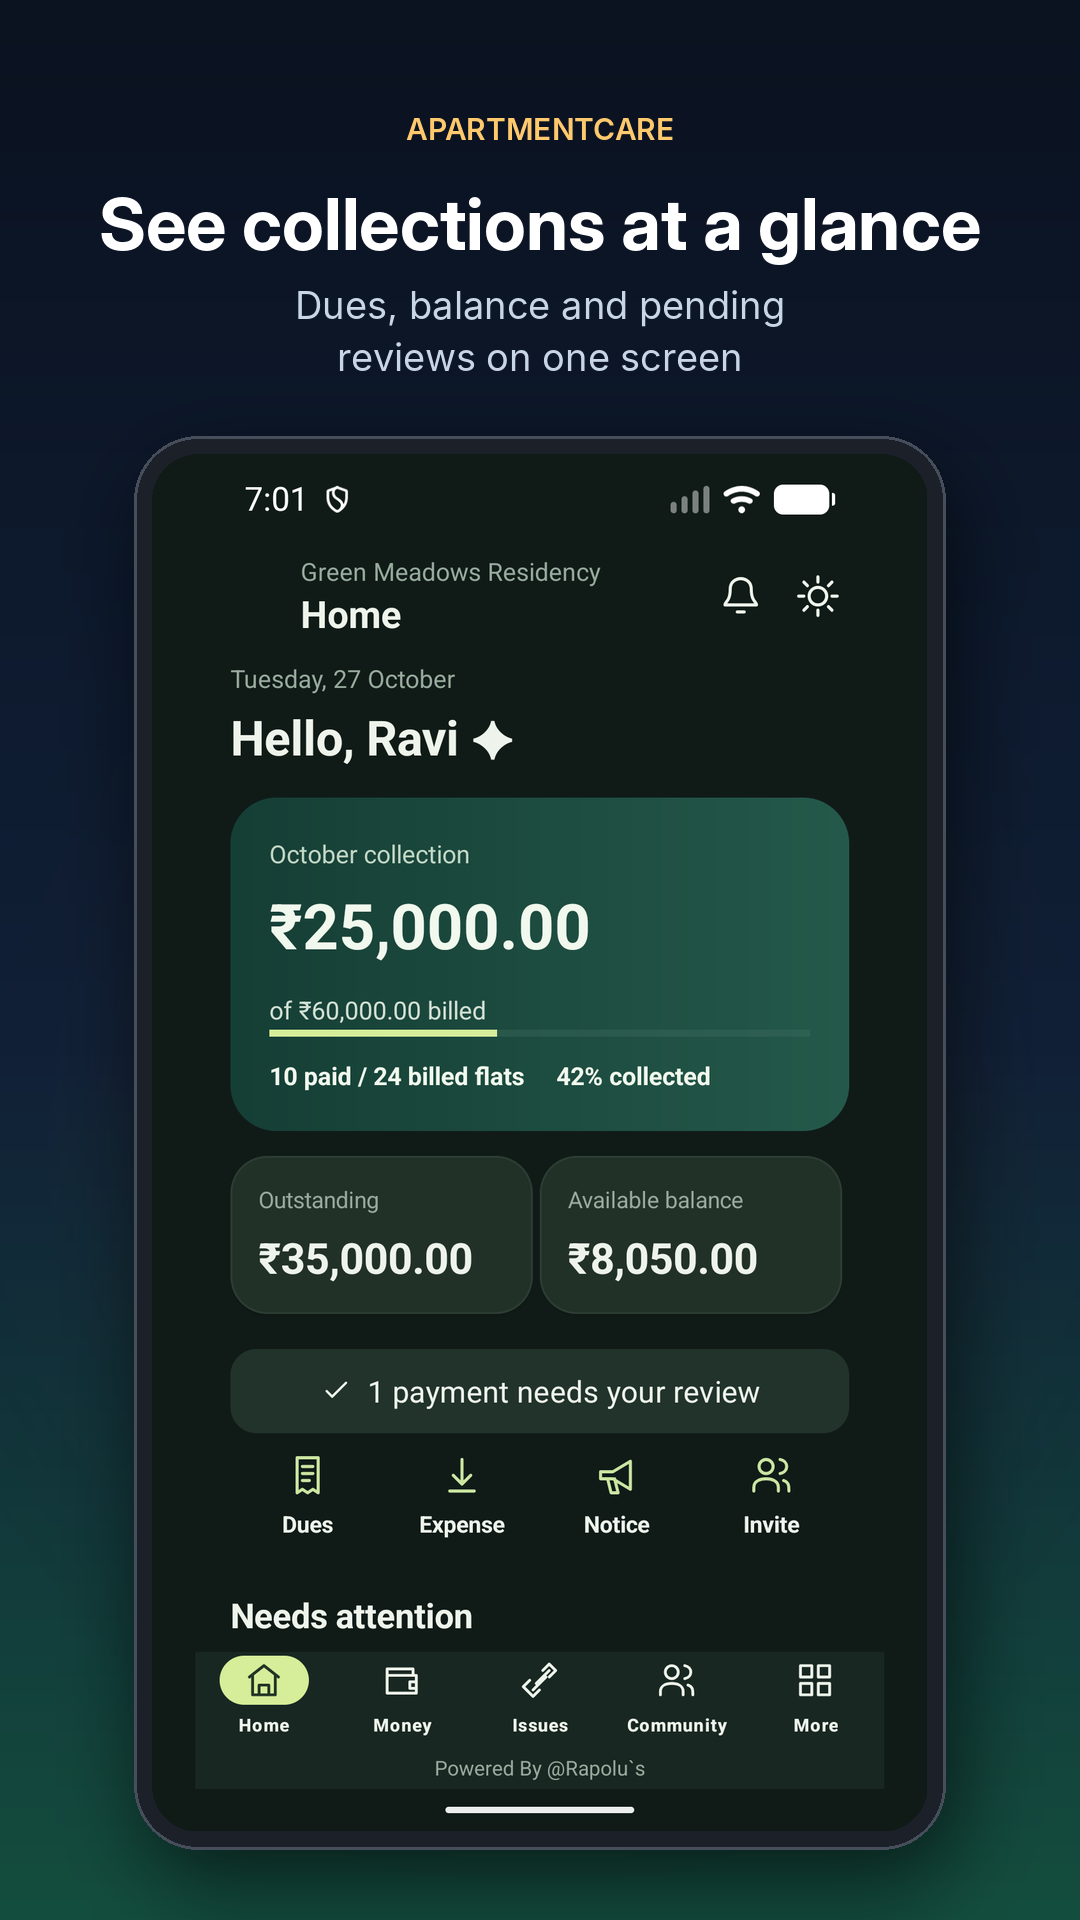 APARTMENTCARE
See collections at a glance
Dues, balance and pending
reviews on one screen
7:01
Green Meadows Residency
Home
Tuesday, 27 October
Hello, Ravi
October collection
₹25,000.00
of ₹60,000.00 billed
10 paid / 24 billed flats 42% collected
Outstanding Available balance
₹35,000.00 ₹8,050.00
1 payment needs your review
Dues Expense Notice Invite
Needs attention
Home Money Issues Community More
Powered By @Rapolu`s